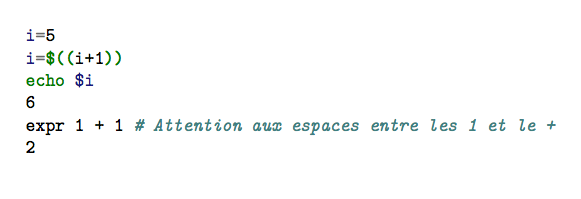 i=5
i=$((i+1))
echo $i
6
expr 1 + 1 # Attention aux espaces entre les 1 et le +
2